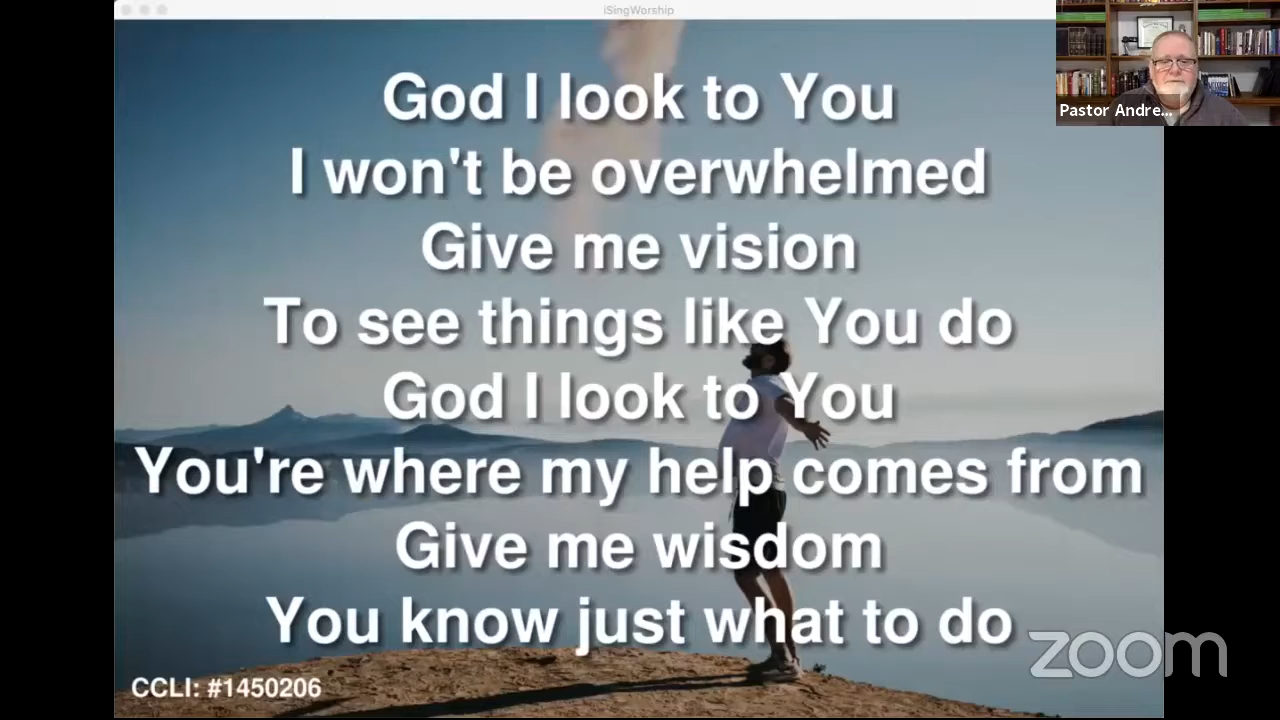 iSingWorship
God I look to You
I won't be overwhelmed
Give me vision
To see things like You do
God I look to You
You're where my help comes from
Give me wisdom
You know just what to do
CCLI: #1450206
Pastor Andre...
zoom